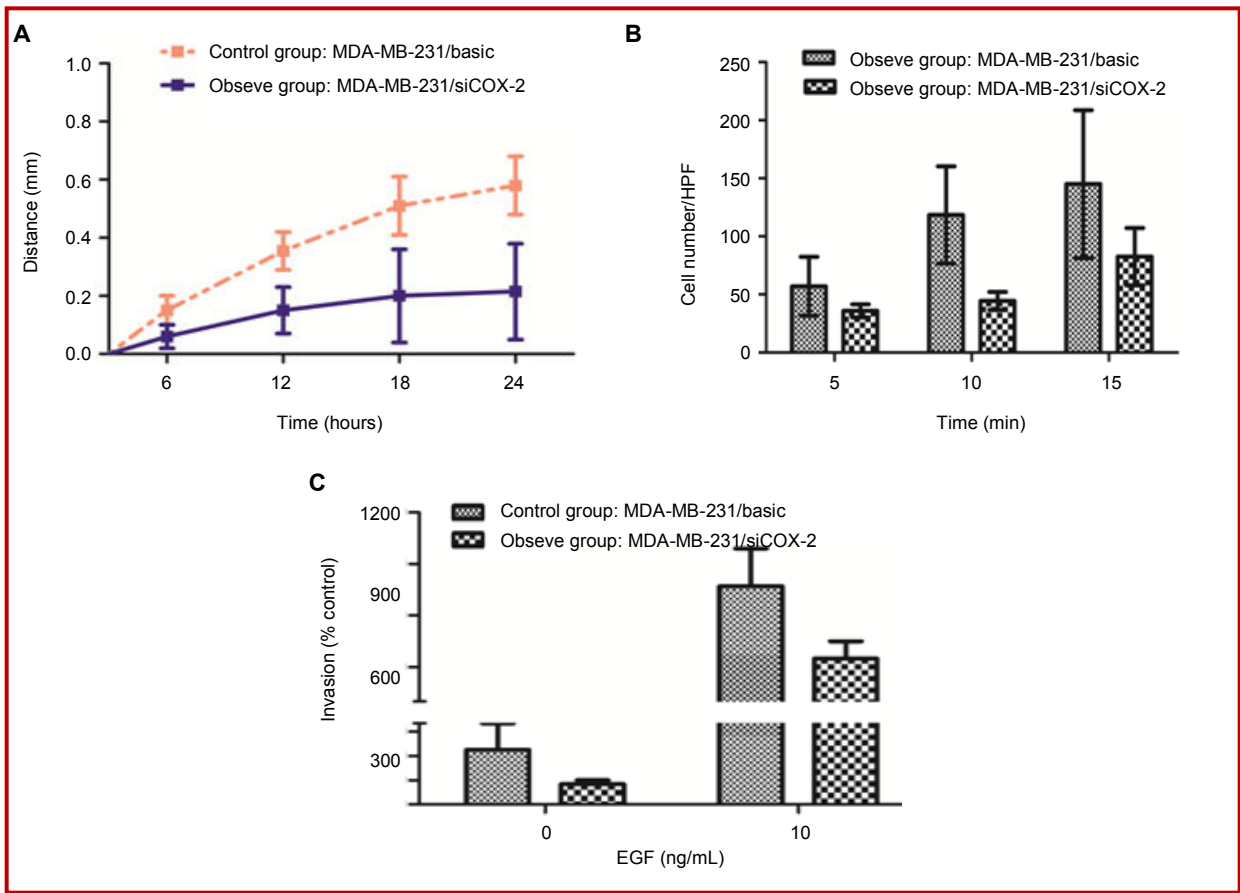 A
Control group: MDA-MB-231/basic
Obseve group: MDA-MB-231/siCOX-2
1.0
0.8
0.6
0.4
0.2
0.0
Distance (mm)
6 12 18 24
Time (hours)
B
Obseve group: MDA-MB-231/basic
Obseve group: MDA-MB-231/siCOX-2
250
200
150
100
50
0
Cell number/HPF
5 10 15
Time (min)
C
Control group: MDA-MB-231/basic
Obseve group: MDA-MB-231/siCOX-2
1200
900
600
300
Invasion (% control)
0 10
EGF (ng/mL)